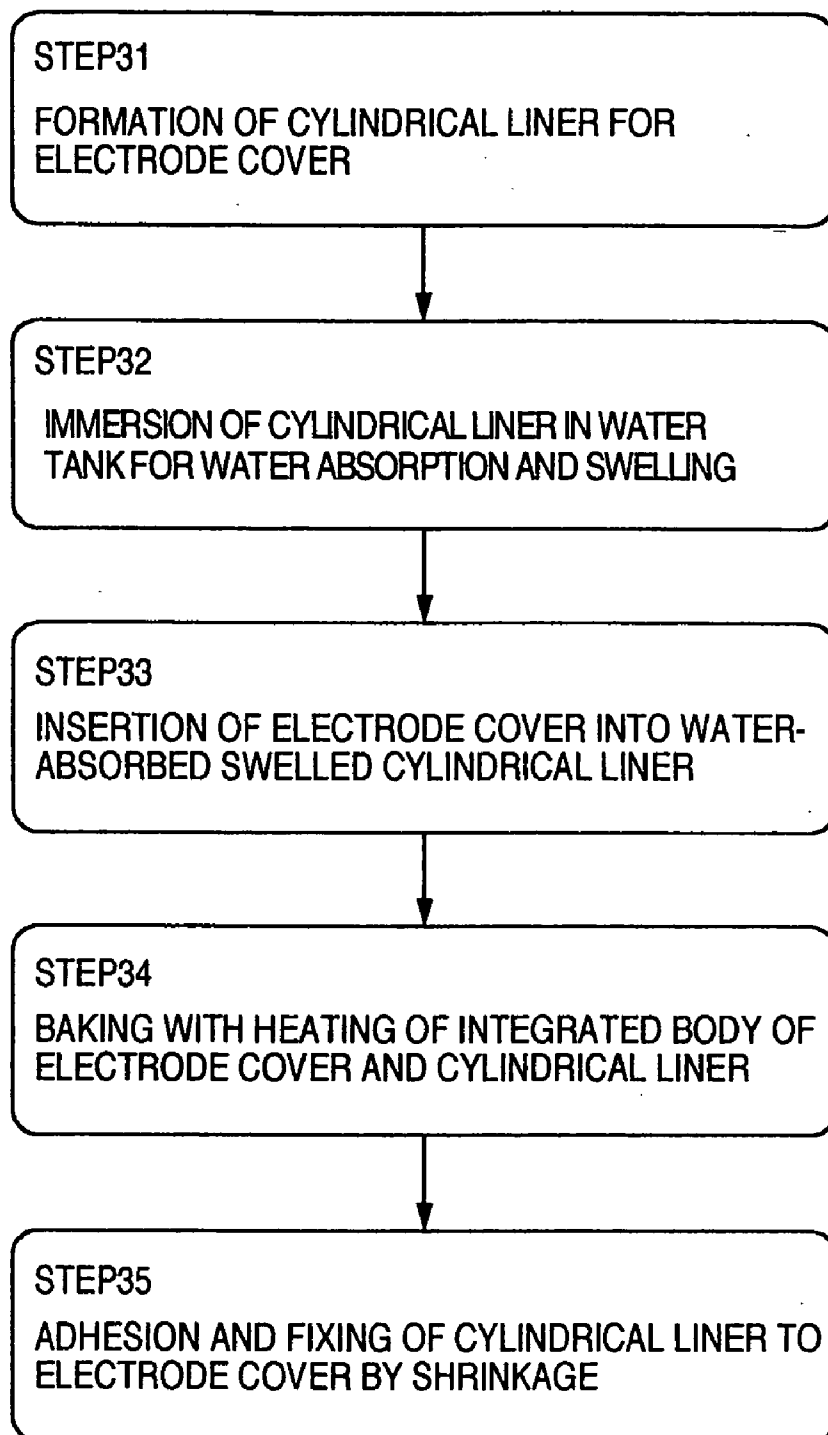 STEP31
FORMATION OF CYLINDRICAL LINER FOR
ELECTRODE COVER
STEP32
IMMERSION OF CYLINDRICAL LINER IN WATER
TANK FOR WATER ABSORPTION AND SWELLING
STEP33
INSERTION OF ELECTRODE COVER INTO WATER-
ABSORBED SWELLED CYLINDRICAL LINER
STEP34
BAKING WITH HEATING OF INTEGRATED BODY OF
ELECTRODE COVER AND CYLINDRICAL LINER
STEP35
ADHESION AND FIXING OF CYLINDRICAL LINER TO
ELECTRODE COVER BY SHRINKAGE